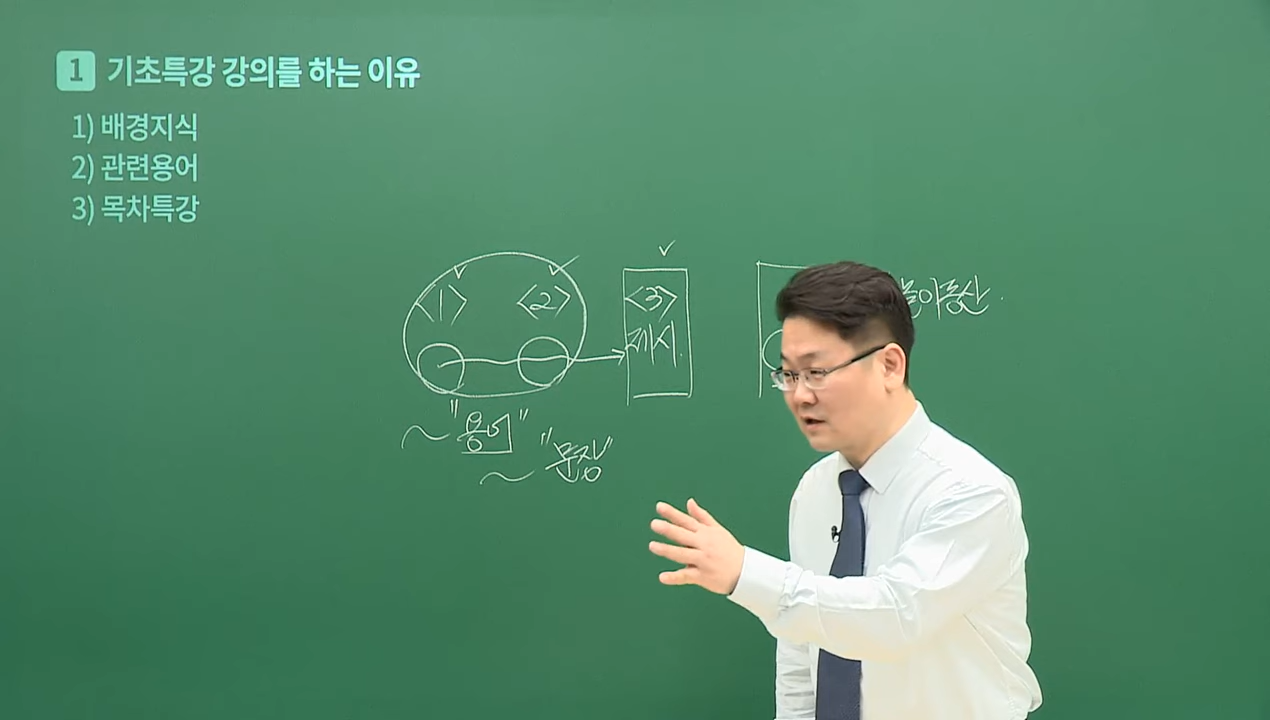 1 기초특강 강의를 하는 이유
1) 배경지식
2) 관련용어
3) 목차특강
<1> <2> <3>
제시.
~ "용어"
~ "문장"